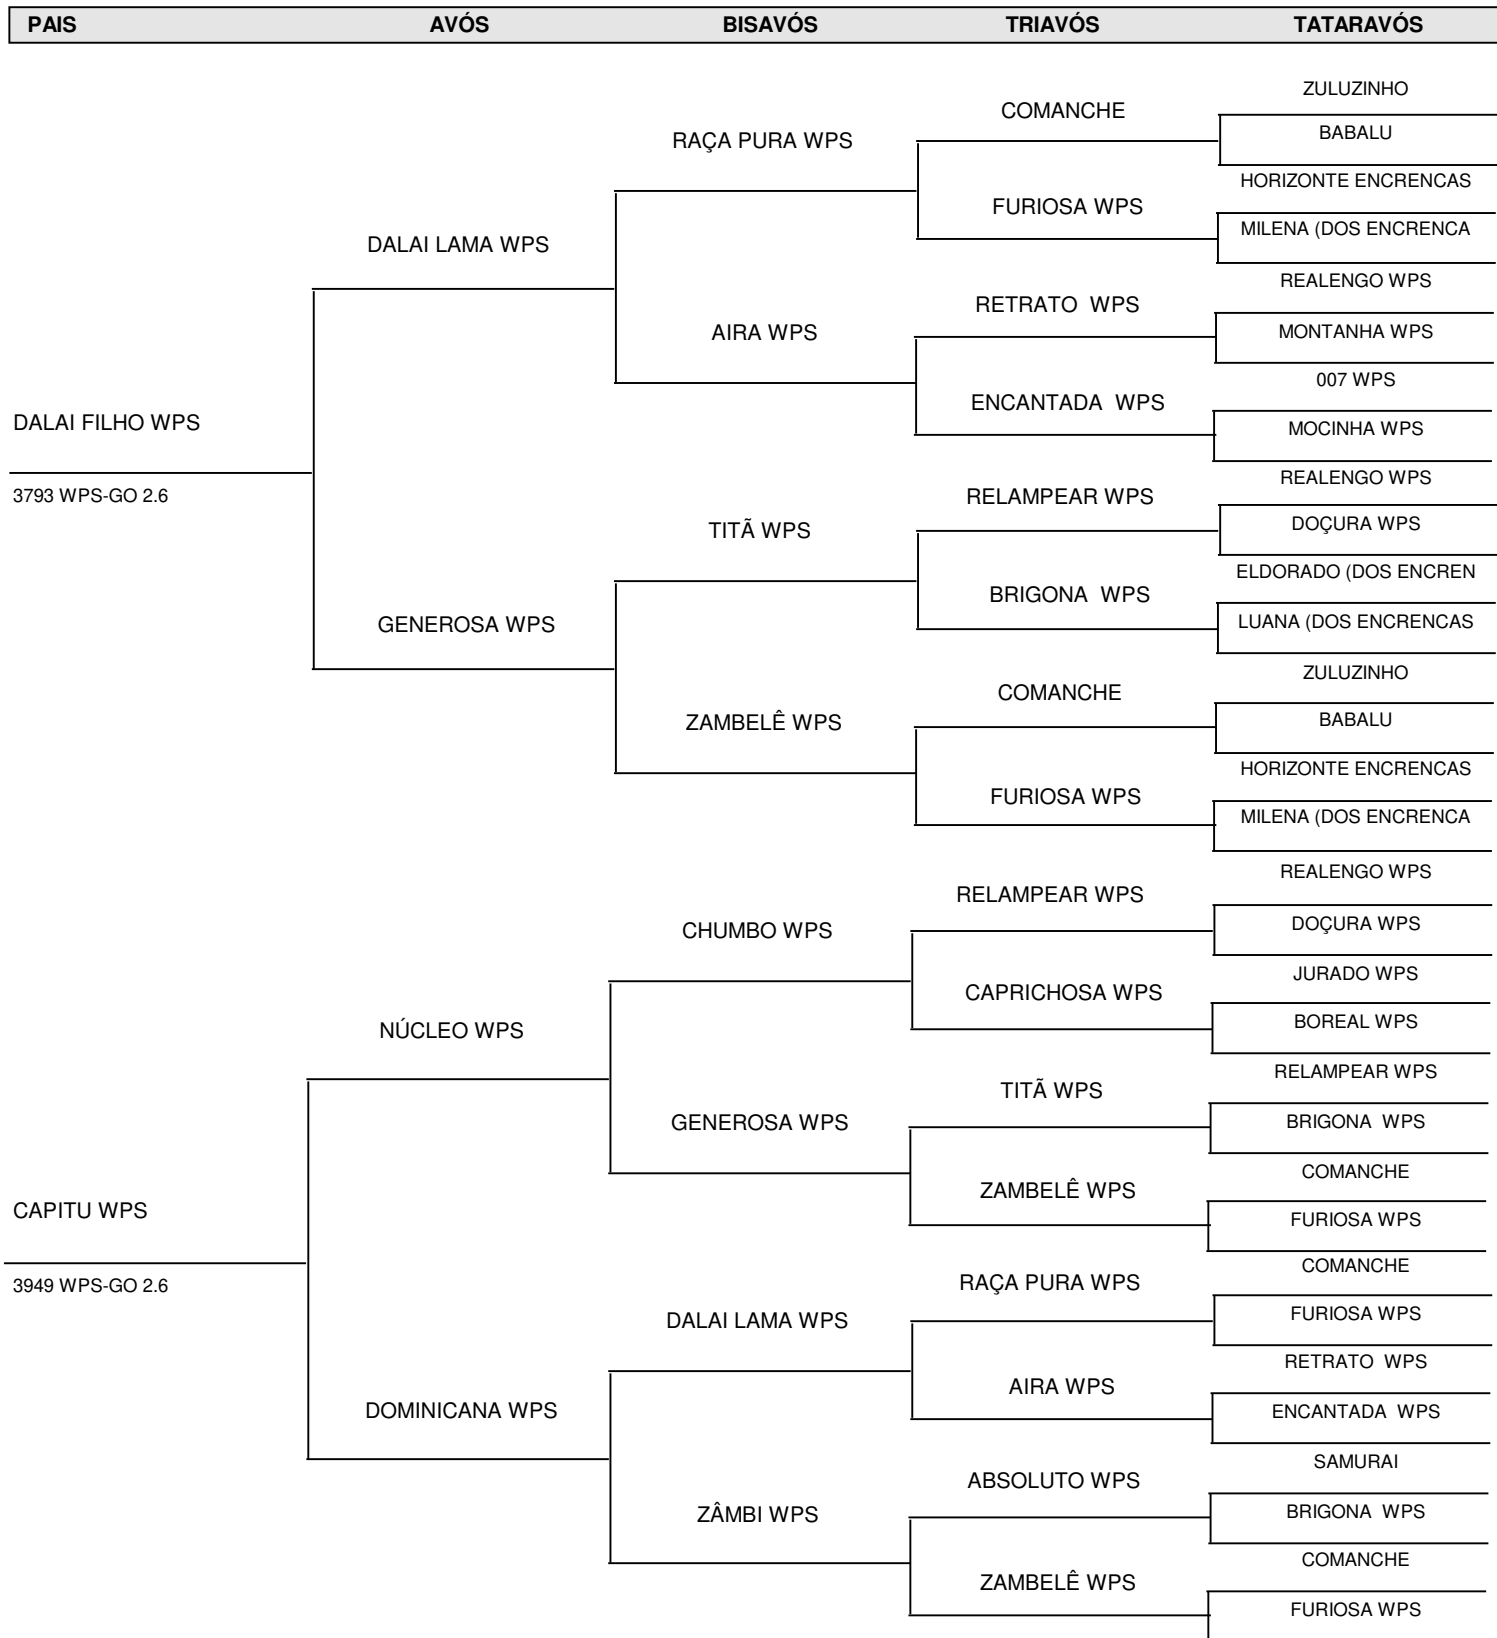 PAIS AVÓS BISAVÓS TRIAVÓS TATARAVÓS
ZULUZINHO
COMANCHE
BABALU
RAÇA PURA WPS
HORIZONTE ENCRENCAS
FURIOSA WPS
MILENA (DOS ENCRENCA
DALAI LAMA WPS
REALENGO WPS
RETRATO WPS
MONTANHA WPS
AIRA WPS
007 WPS
ENCANTADA WPS
MOCINHA WPS
DALAI FILHO WPS
3793 WPS-GO 2.6
REALENGO WPS
RELAMPEAR WPS
DOÇURA WPS
TITÃ WPS
ELDORADO (DOS ENCREN
BRIGONA WPS
LUANA (DOS ENCRENCAS
GENEROSA WPS
ZULUZINHO
COMANCHE
BABALU
ZAMBELÊ WPS
HORIZONTE ENCRENCAS
FURIOSA WPS
MILENA (DOS ENCRENCA
REALENGO WPS
RELAMPEAR WPS
DOÇURA WPS
CHUMBO WPS
JURADO WPS
CAPRICHOSA WPS
BOREAL WPS
NÚCLEO WPS
RELAMPEAR WPS
TITÃ WPS
BRIGONA WPS
GENEROSA WPS
COMANCHE
ZAMBELÊ WPS
FURIOSA WPS
CAPITU WPS
3949 WPS-GO 2.6
COMANCHE
RAÇA PURA WPS
FURIOSA WPS
DALAI LAMA WPS
RETRATO WPS
AIRA WPS
ENCANTADA WPS
DOMINICANA WPS
SAMURAI
ABSOLUTO WPS
BRIGONA WPS
ZÂMBI WPS
COMANCHE
ZAMBELÊ WPS
FURIOSA WPS